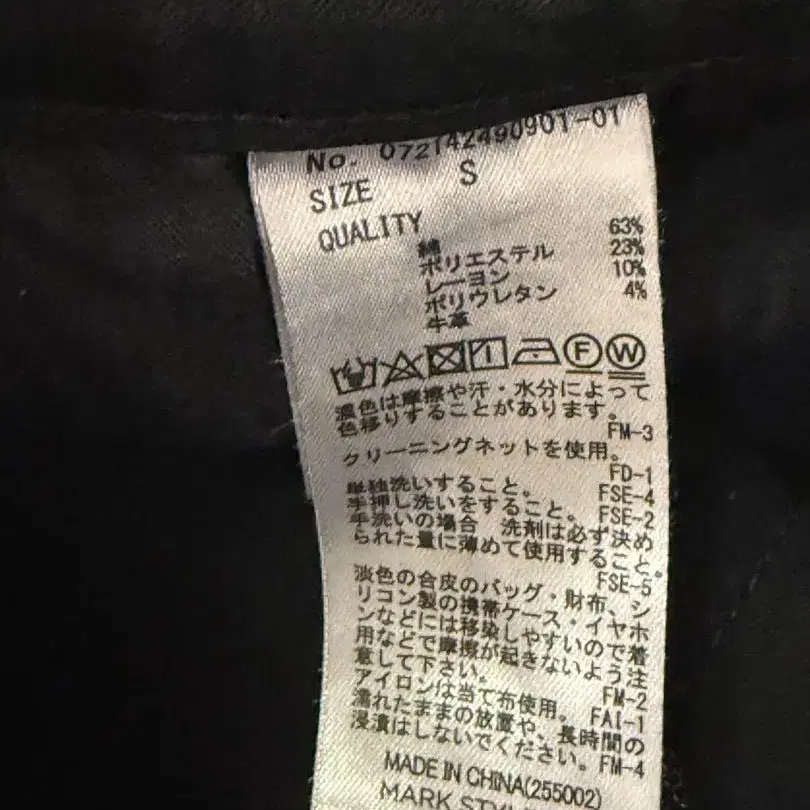 No. 072142490901-01
SIZE S
QUALITY
綿 63%
ポリエステル 23%
レーヨン 10%
ポリウレタン 4%
牛革
F W
濃色は摩擦や汗・水分によって
色移りすることがあります。
FM-3
クリーニングネットを使用。
FD-1
単独洗いすること。 FSE-4
手押し洗いをすること。 FSE-2
手洗いの場合 洗剤は必ず決め
られた量に薄めて使用すること。
FSE-5
淡色の合皮のバッグ・財布、シ
リコン製の携帯ケース・イヤホ
ンなどには移染しやすいので着
用などで摩擦が起きないよう注
意して下さい。 FM-2
アイロンは当て布使用。 FAI-1
濡れたままの放置や、長時間の
浸漬はしないでください。 FM-4
MADE IN CHINA(255002)
MARK